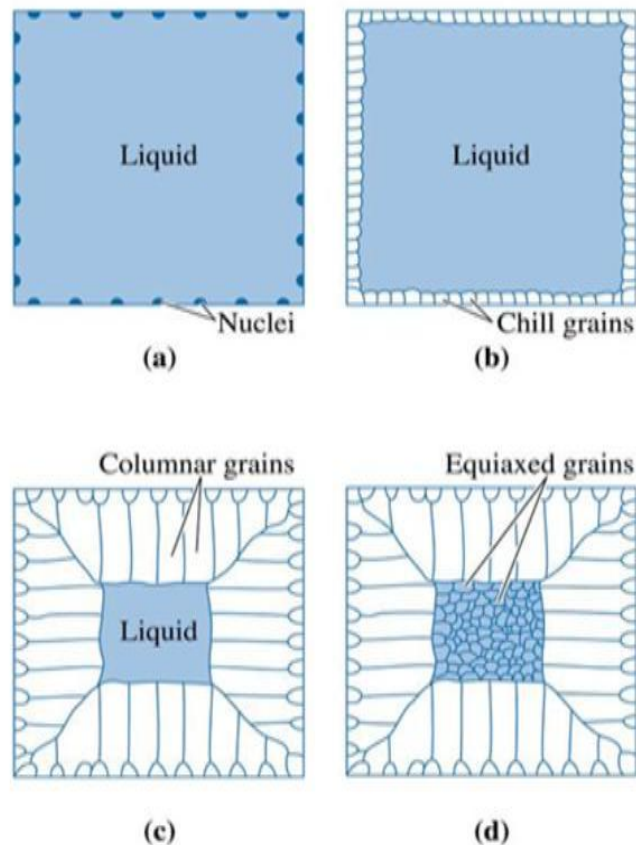 Liquid
Nuclei
(a)
Liquid
Chill grains
(b)
Columnar grains
Liquid
(c)
Equiaxed grains
(d)